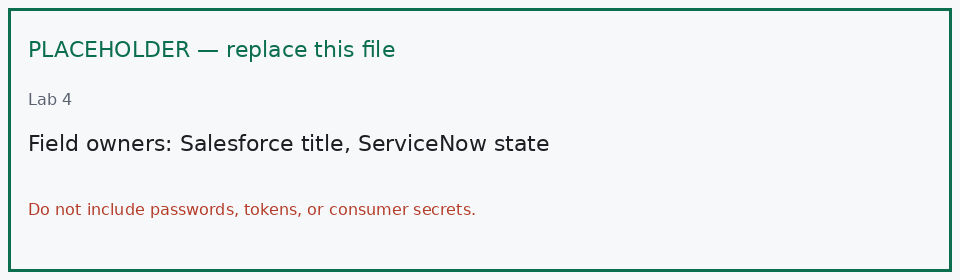 PLACEHOLDER — replace this file
Lab 4
Field owners: Salesforce title, ServiceNow state
Do not include passwords, tokens, or consumer secrets.